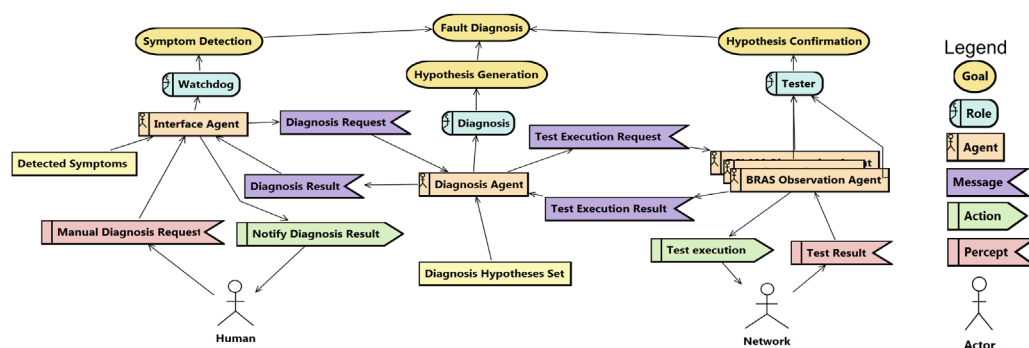 Fault Diagnosis
Symptom Detection
Hypothesis Confirmation
Legend
Hypothesis Generation
Goal
Watchdog
Tester
Role
Interface Agent
Diagnosis Request
Diagnosis
Test Execution Request
Agent
Detected Symptoms
Diagnosis Result
Diagnosis Agent
BRAS Observation Agent
Message
Test Execution Result
Manual Diagnosis Request
Notify Diagnosis Result
Action
Test execution
Test Result
Percept
Diagnosis Hypotheses Set
Human
Network
Actor